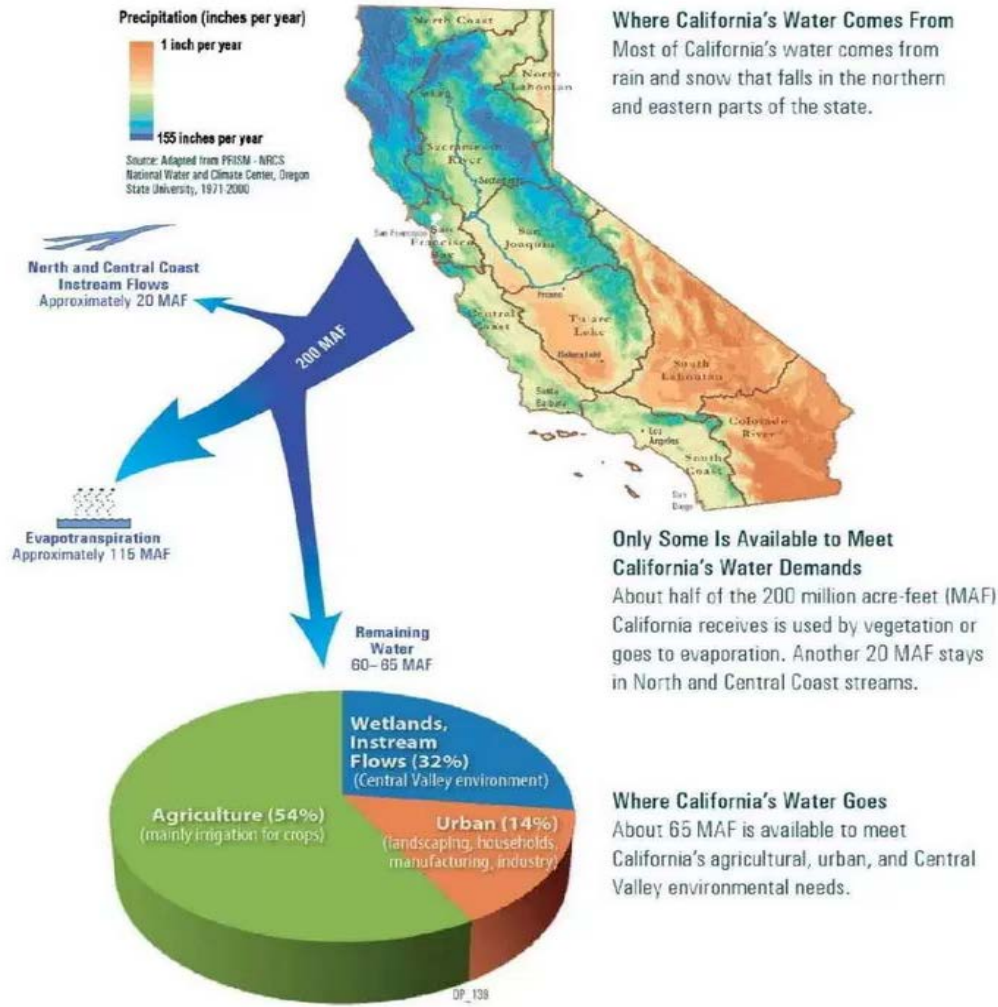 Precipitation (inches per year)
1 inch per year
155 inches per year
Source: Adapted from PRISM - NRCS
National Water and Climate Center, Oregon
State University, 1971-2000
Where California's Water Comes From
Most of California's water comes from
rain and snow that falls in the northern
and eastern parts of the state.
North Coast
North
Lahontan
Sacramento
River
San Francisco
San
Francisco
Bay
San
Joaquin
Fresno
Central
Coast
Tulare
Lake
Bakersfield
South
Lahontan
Santa
Barbara
Los
Angeles
Colorado
River
South
Coast
San
Diego
North and Central Coast
Instream Flows
Approximately 20 MAF
200 MAF
Evapotranspiration
Approximately 115 MAF
Remaining
Water
60–65 MAF
Only Some Is Available to Meet
California's Water Demands
About half of the 200 million acre-feet (MAF)
California receives is used by vegetation or
goes to evaporation. Another 20 MAF stays
in North and Central Coast streams.
Wetlands,
Instream
Flows (32%)
(Central Valley environment)
Agriculture (54%)
(mainly irrigation for crops)
Urban (14%)
(landscaping, households,
manufacturing, industry)
Where California's Water Goes
About 65 MAF is available to meet
California's agricultural, urban, and Central
Valley environmental needs.
DP_139